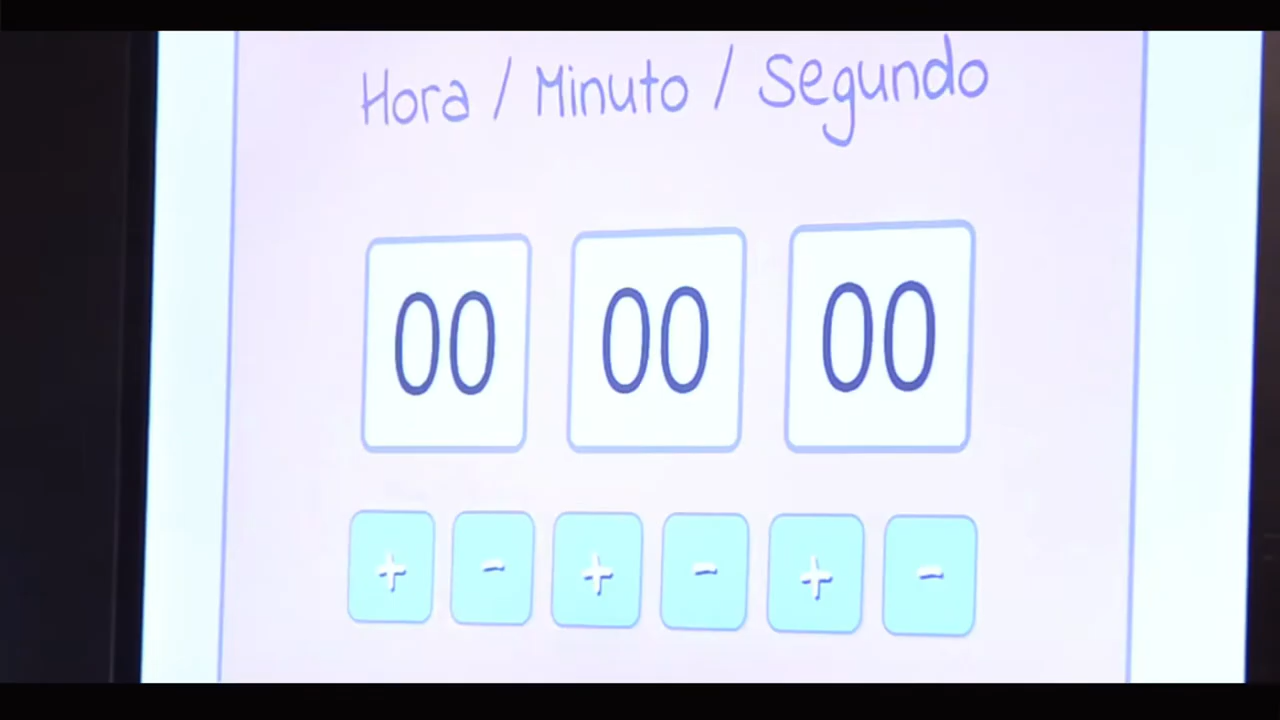 Hora / Minuto / Segundo
00 00 00
+ - + - + -